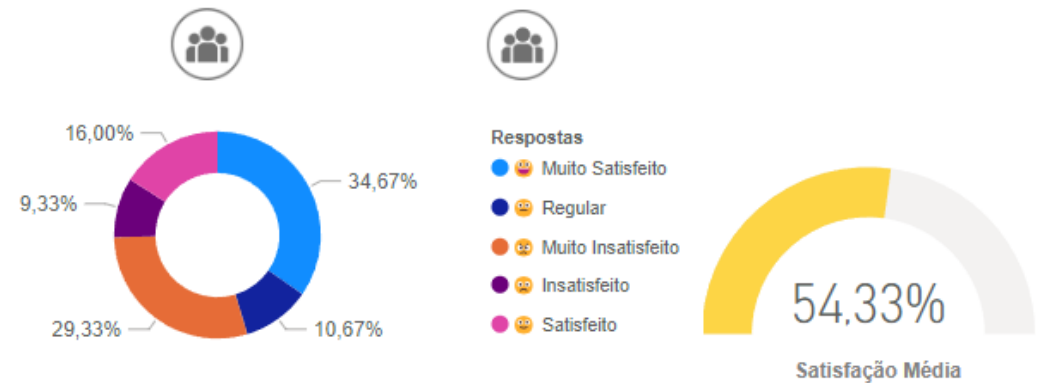 16,00%
34,67%
9,33%
29,33%
10,67%
Respostas
Muito Satisfeito
Regular
Muito Insatisfeito
Insatisfeito
Satisfeito
54,33%
Satisfação Média